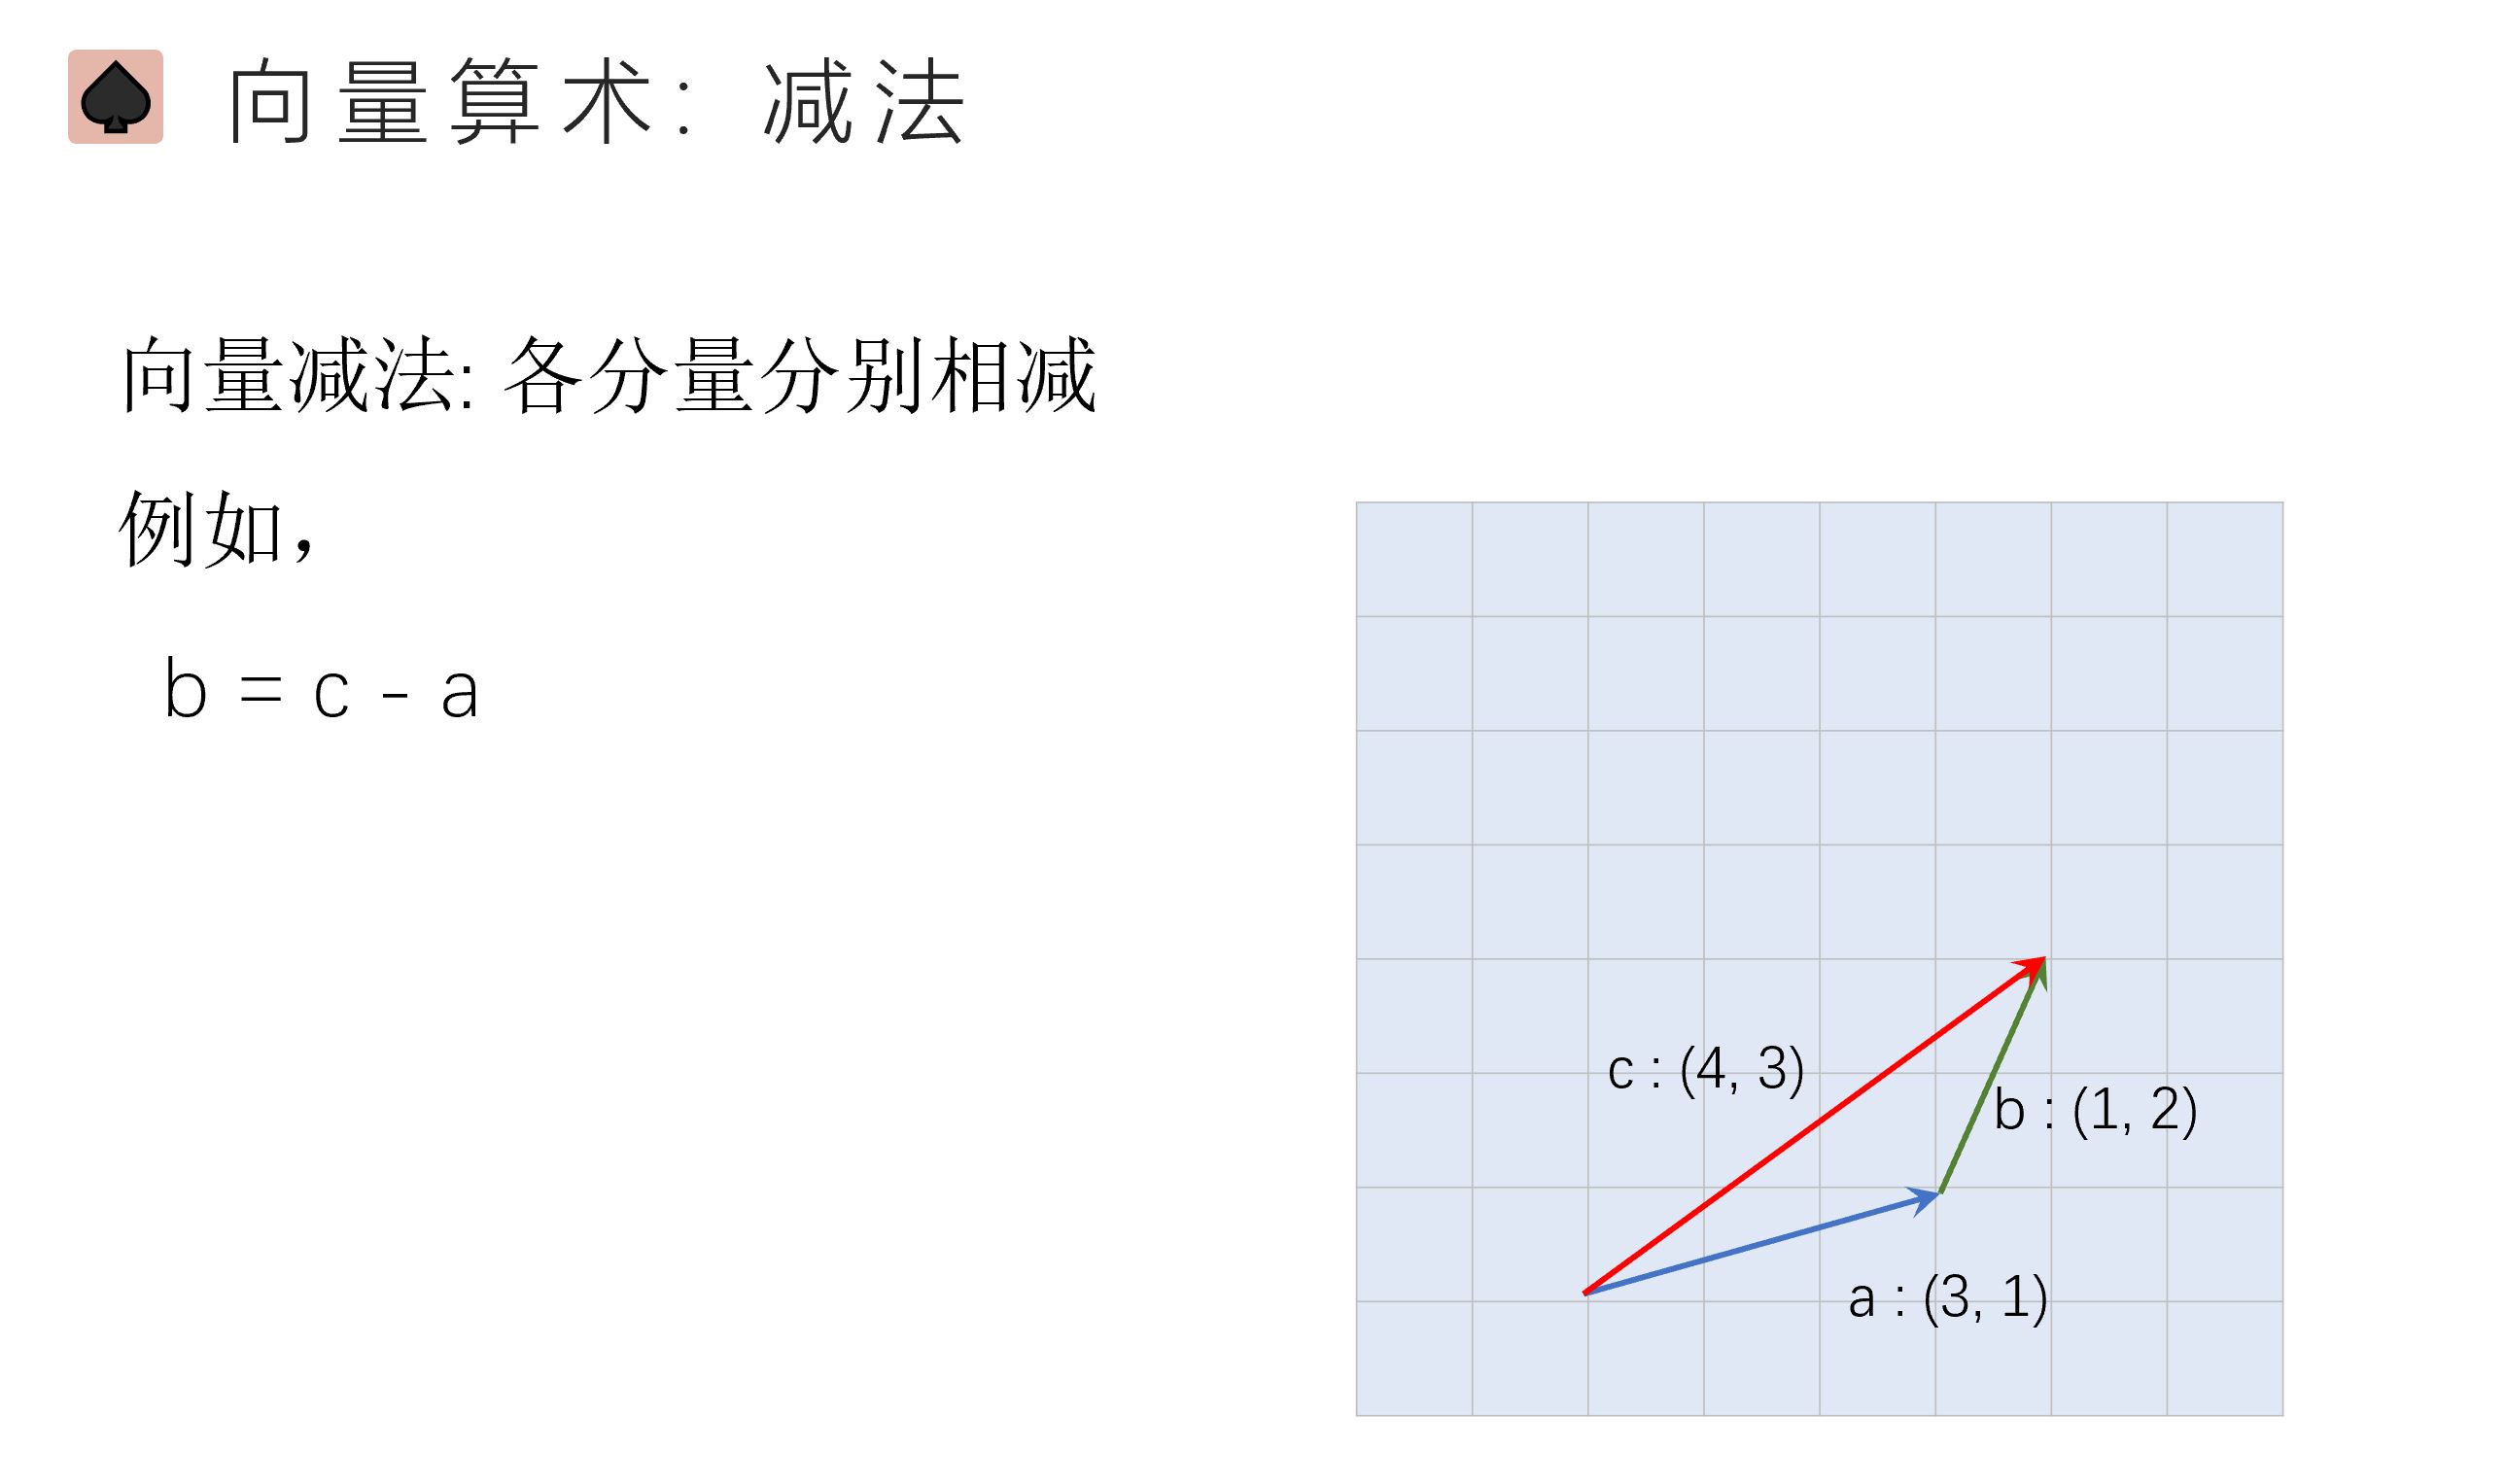 向量算术：减法
向量减法: 各分量分别相减
例如，
b = c - a
c : (4, 3)
b : (1, 2)
a : (3, 1)